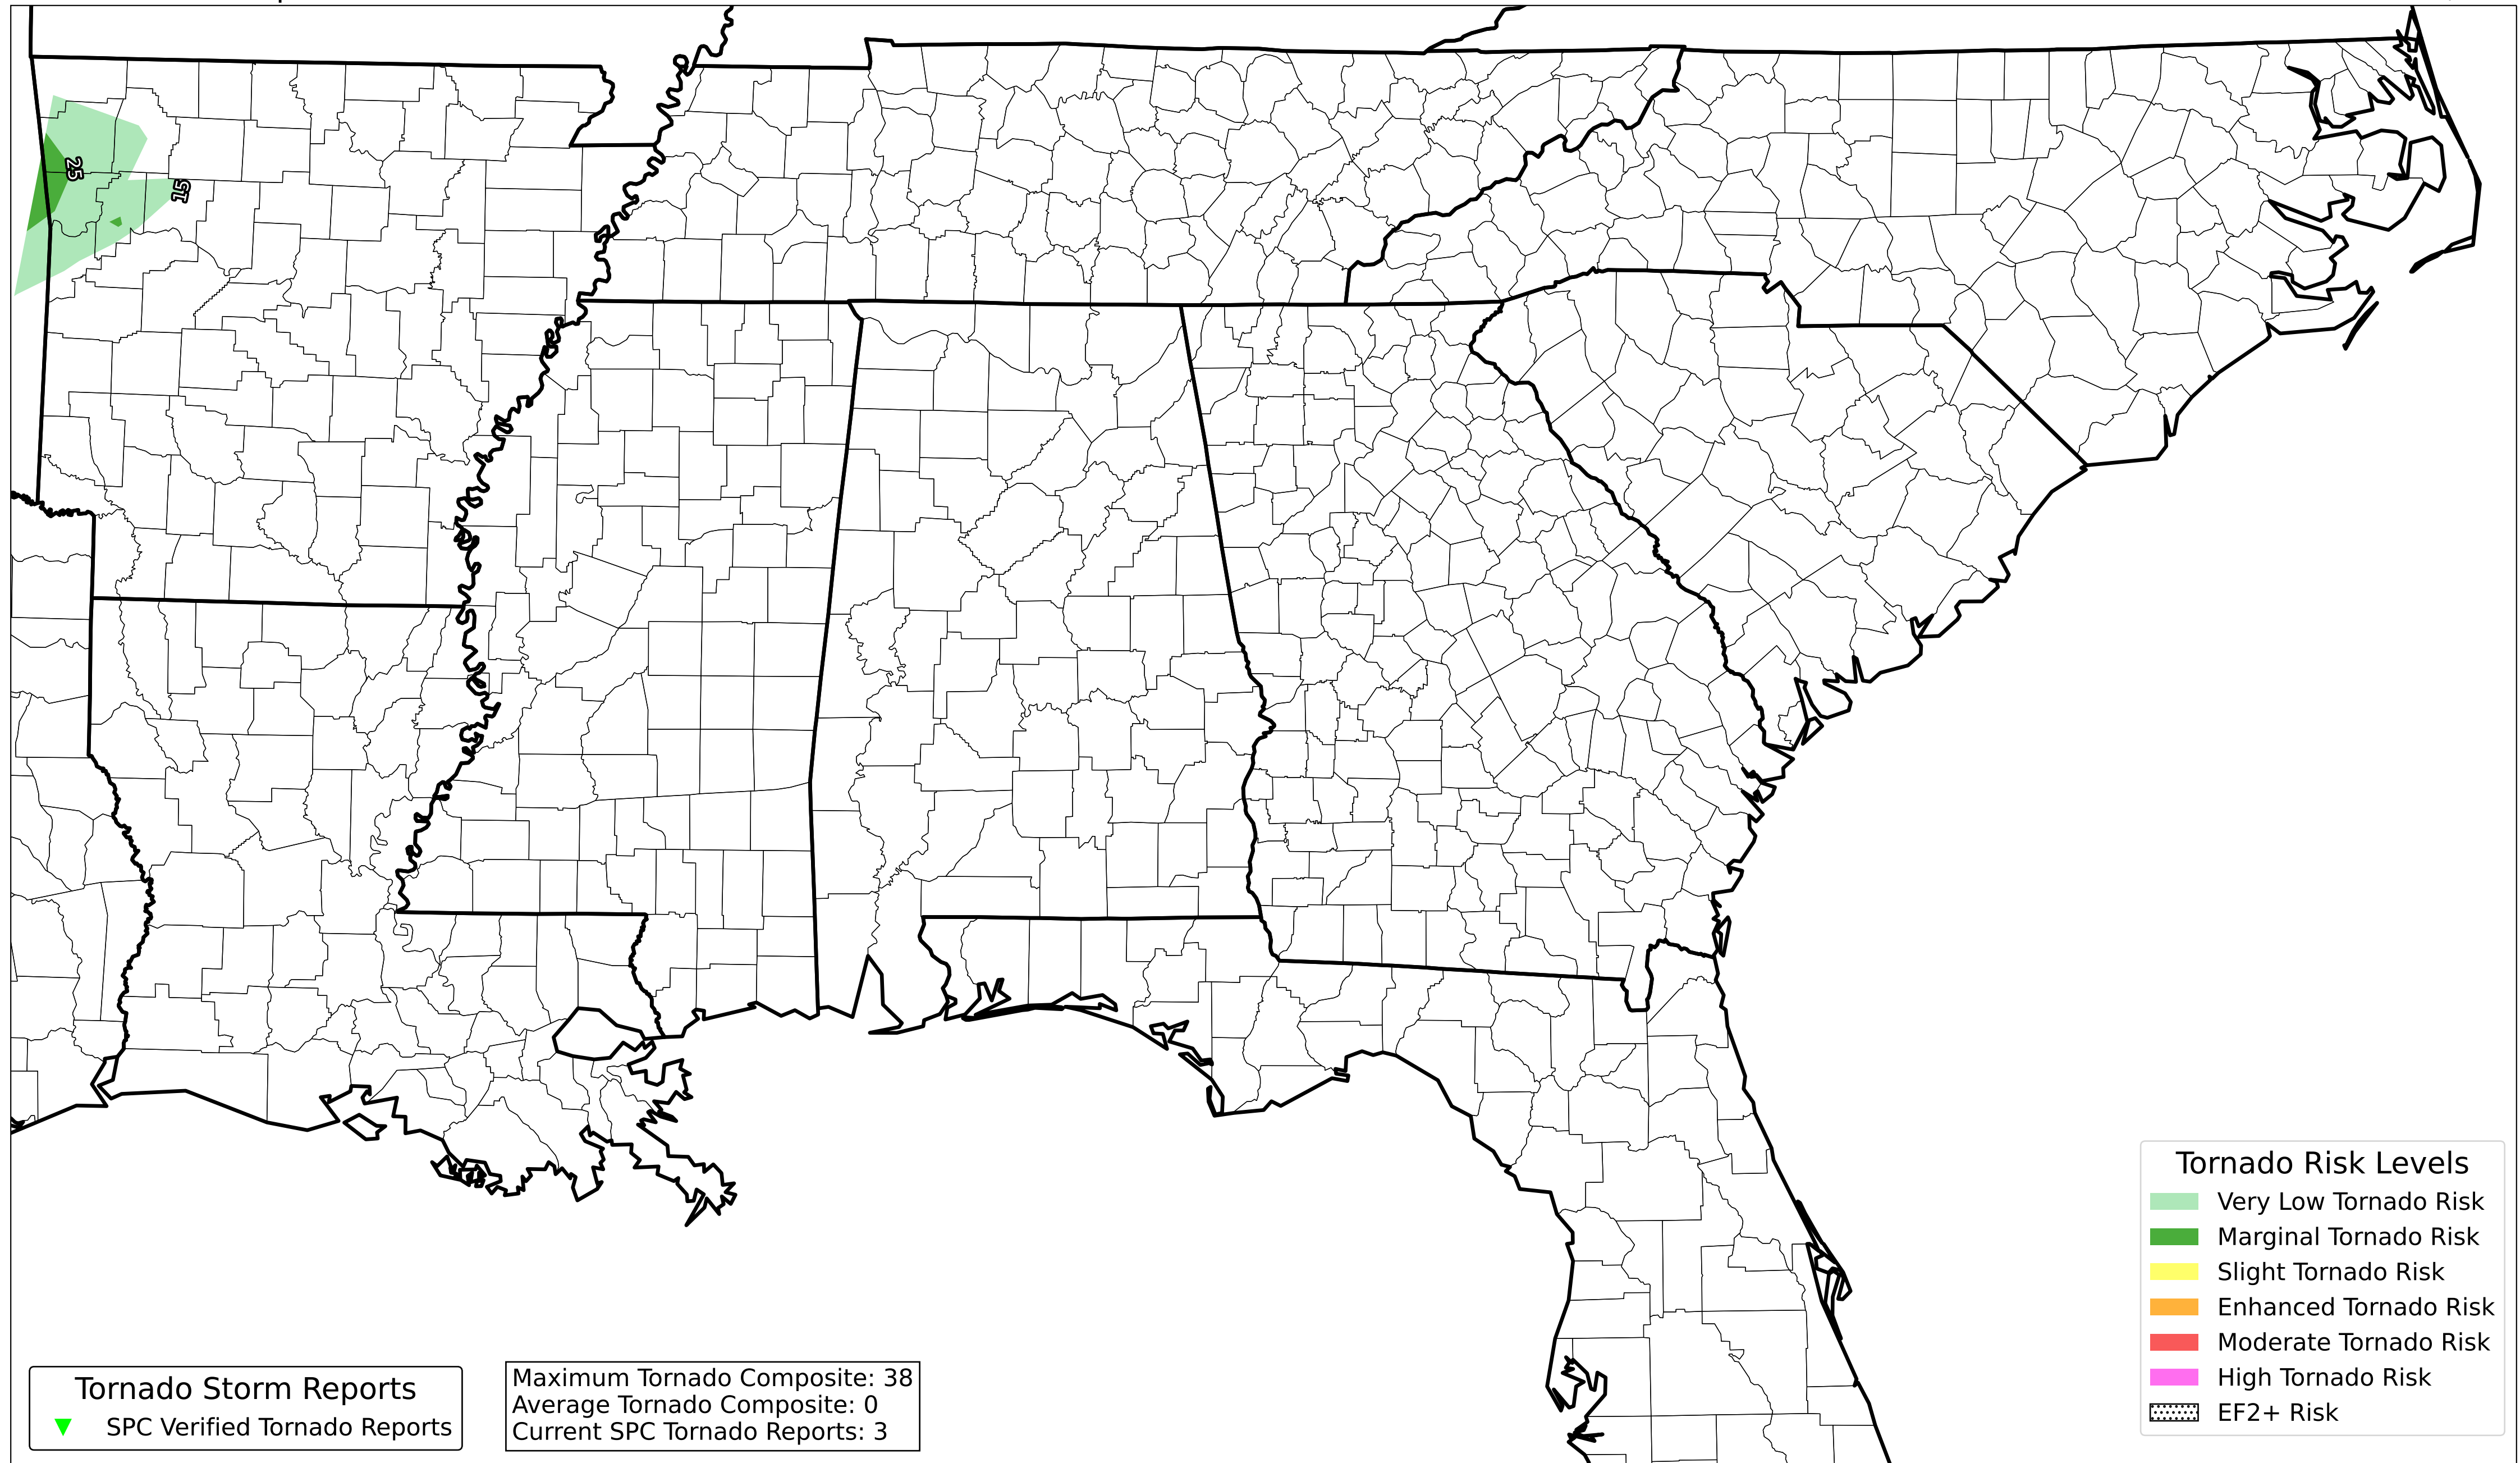 25
15
Tornado Risk Levels
Very Low Tornado Risk
Marginal Tornado Risk
Slight Tornado Risk
Enhanced Tornado Risk
Moderate Tornado Risk
High Tornado Risk
EF2+ Risk
Tornado Storm Reports
SPC Verified Tornado Reports
Maximum Tornado Composite: 38
Average Tornado Composite: 0
Current SPC Tornado Reports: 3